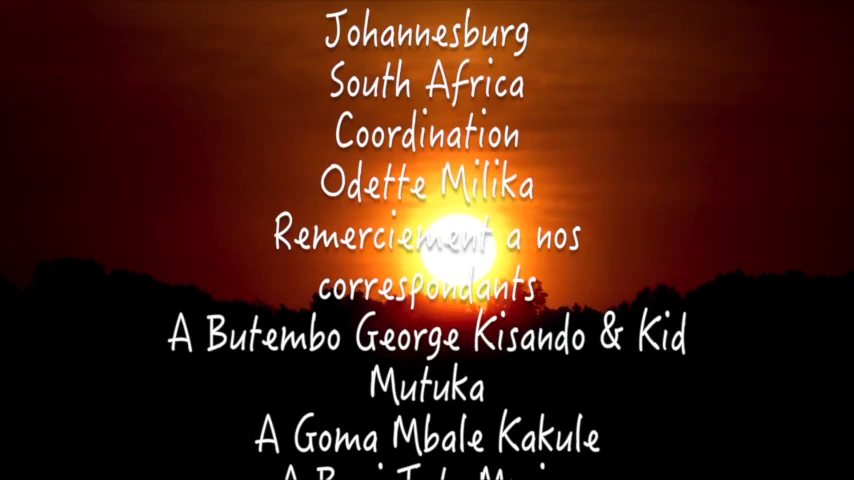 Johannesburg
South Africa
Coordination
Odette Milika
Remerciement a nos
correspondants
A Butembo George Kisando & Kid
Mutuka
A Goma Mbale Kakule
A